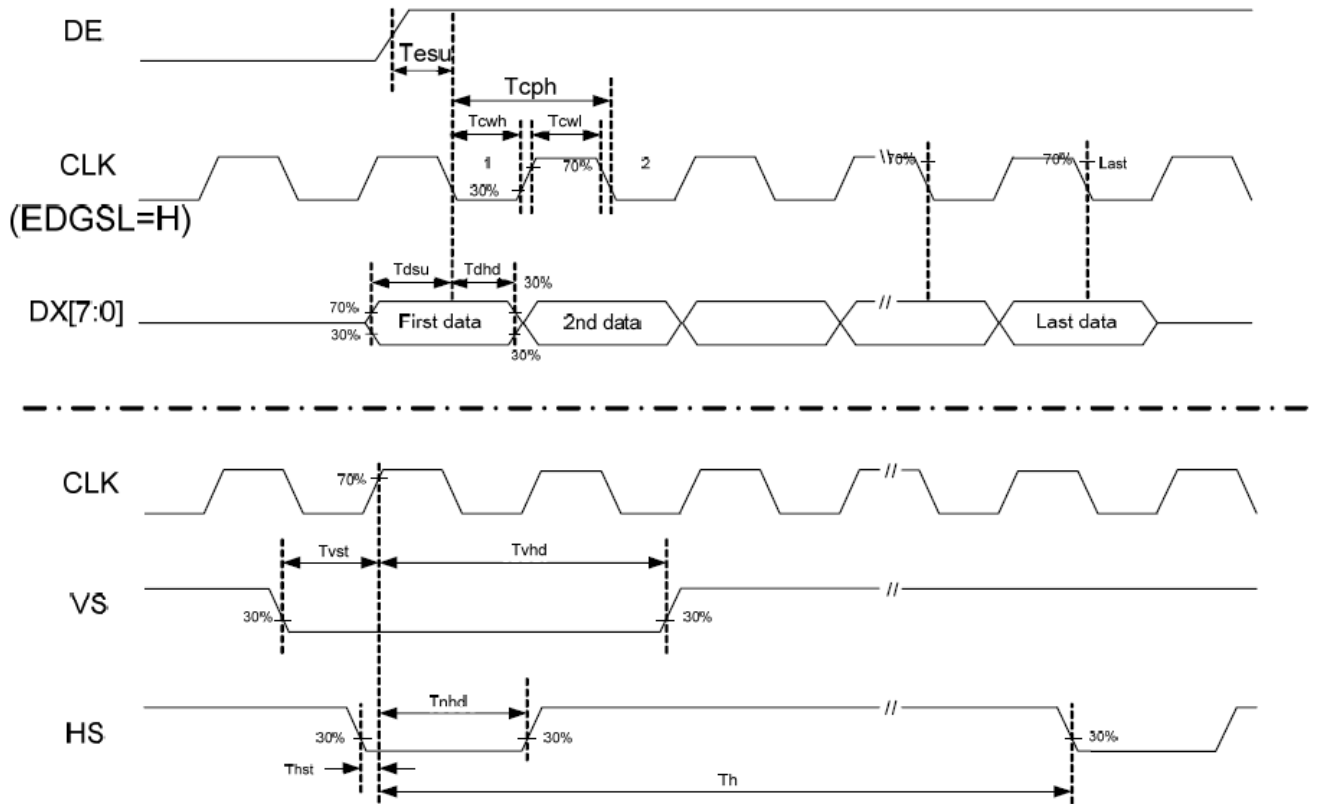 DE
Tesu
Tcph
Tcwh
Tcwl
CLK
1
70%
2
30%
//
70%
70%
Last
(EDGSL=H)
Tdsu
Tdhd
30%
DX[7:0]
70%
30%
First data
2nd data
//
Last data
30%
CLK
70%
//
Tvst
Tvhd
VS
30%
30%
//
Thhd
HS
30%
30%
//
30%
Thst
Th